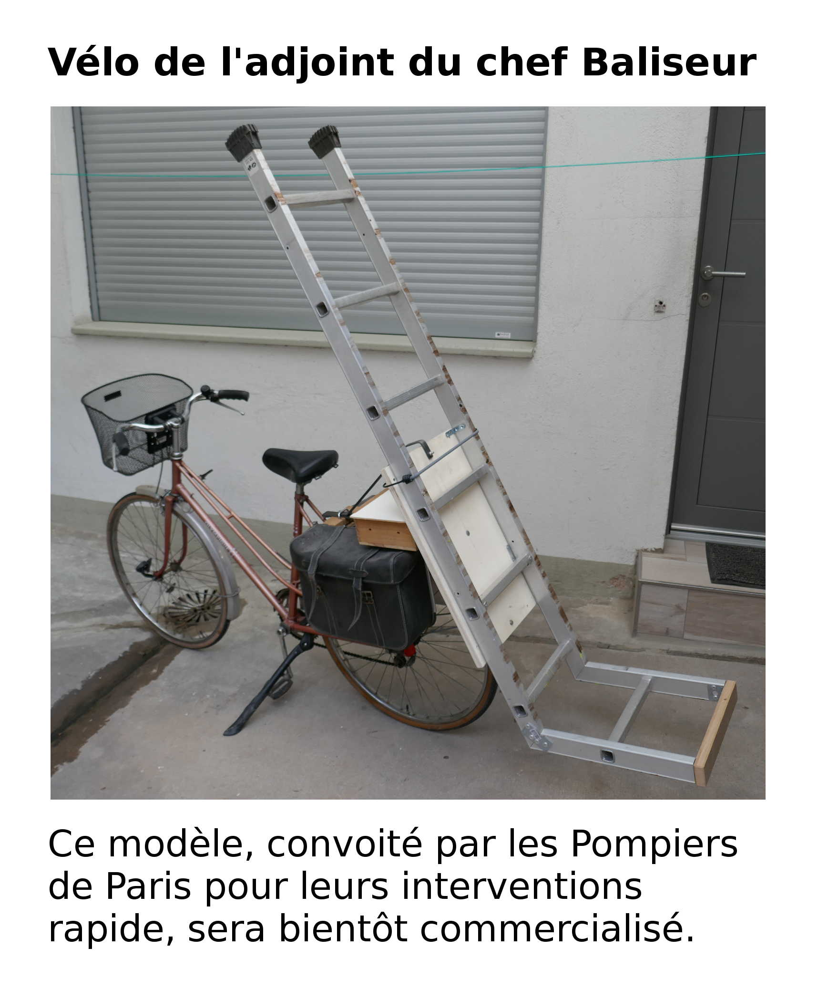 Vélo de l'adjoint du chef Baliseur
Ce modèle, convoité par les Pompiers
de Paris pour leurs interventions
rapide, sera bientôt commercialisé.